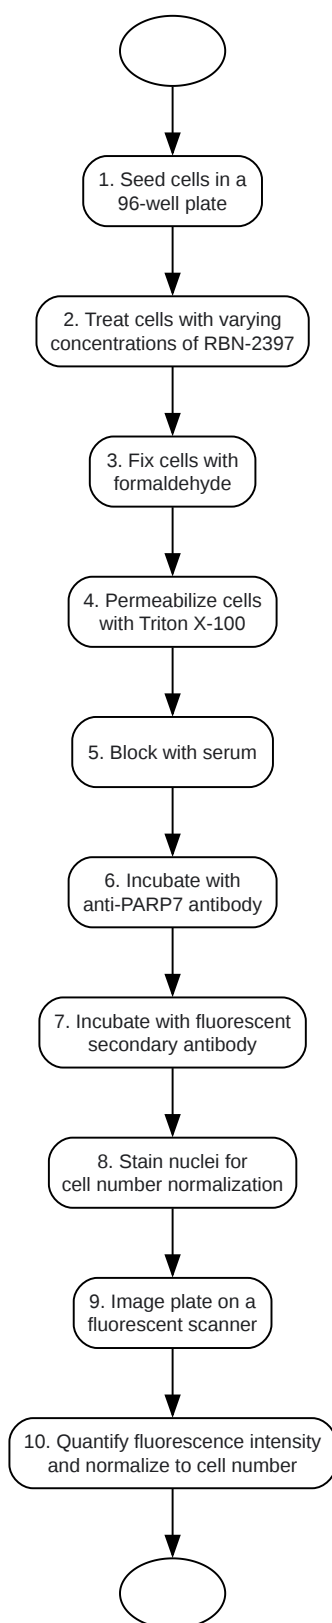 1. Seed cells in a
96-well plate
2. Treat cells with varying
concentrations of RBN-2397
3. Fix cells with
formaldehyde
4. Permeabilize cells
with Triton X-100
5. Block with serum
6. Incubate with
anti-PARP7 antibody
7. Incubate with fluorescent
secondary antibody
8. Stain nuclei for
cell number normalization
9. Image plate on a
fluorescent scanner
10. Quantify fluorescence intensity
and normalize to cell number